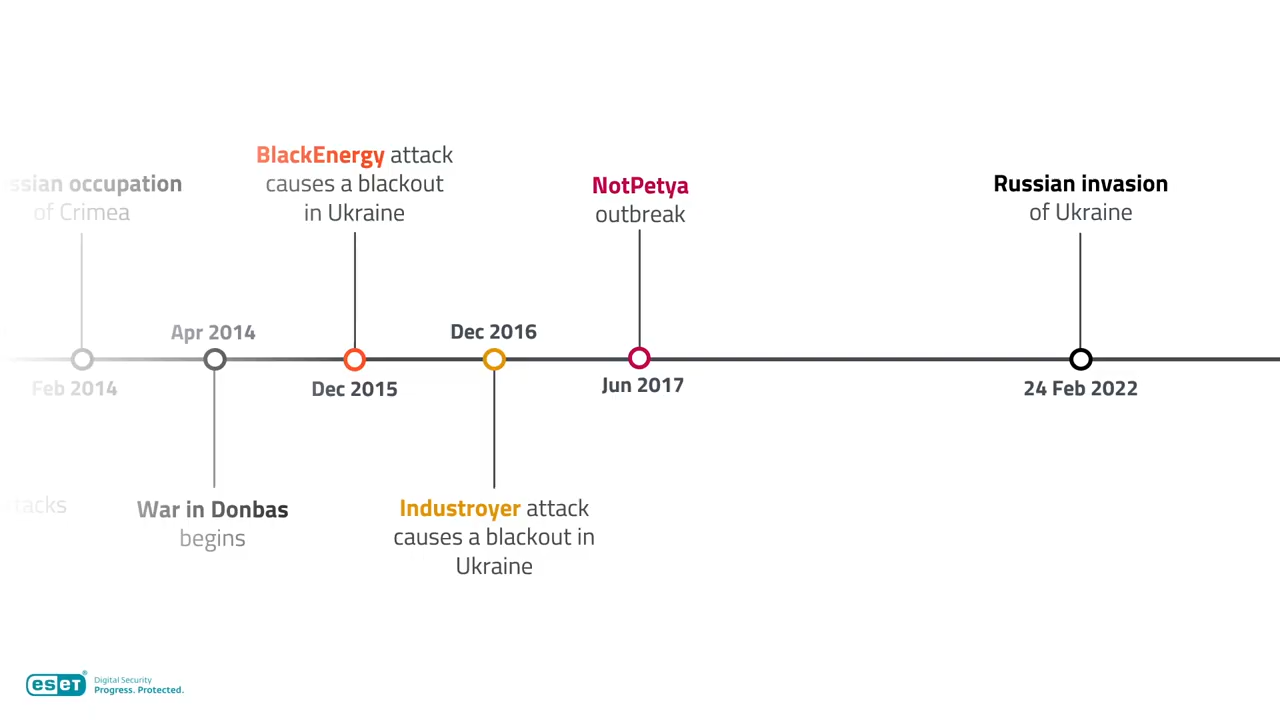 BlackEnergy attack
causes a blackout
in Ukraine
occupation
of Crimea
NotPetya
outbreak
Russian invasion
of Ukraine
Apr 2014
Dec 2016
Feb 2014
Dec 2015
Jun 2017
24 Feb 2022
War in Donbas
begins
Industroyer attack
causes a blackout in
Ukraine
eset
Digital Security
Progress. Protected.